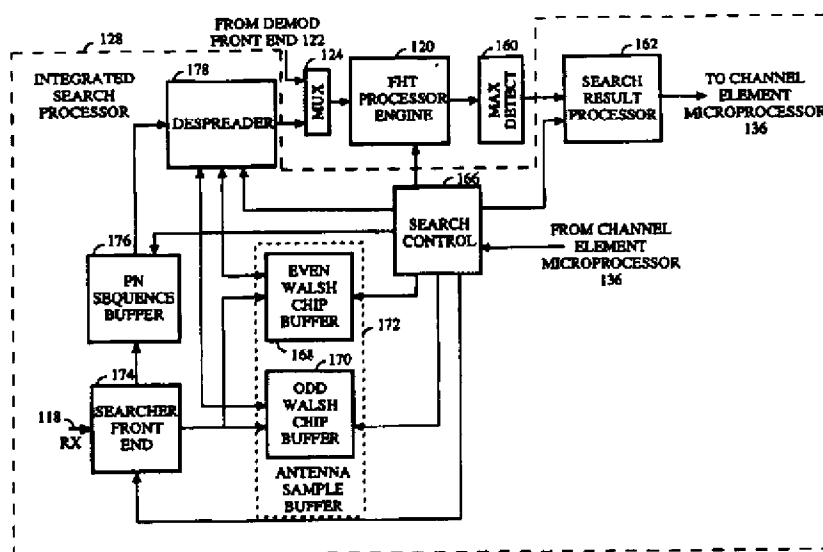 128
INTEGRATED
SEARCH
PROCESSOR
178
DESPREADER
FROM DEMOD
FRONT END 122
124
MUX
120
FHT
PROCESSOR
ENGINE
160
MAX
DETECT
162
SEARCH
RESULT
PROCESSOR
TO CHANNEL
ELEMENT
MICROPROCESSOR
136
166
SEARCH
CONTROL
FROM CHANNEL
ELEMENT
MICROPROCESSOR
136
176
PN
SEQUENCE
BUFFER
EVEN
WALSH
CHIP
BUFFER
168
172
170
ODD
WALSH
CHIP
BUFFER
ANTENNA
SAMPLE
BUFFER
174
SEARCHER
FRONT
END
118
RX